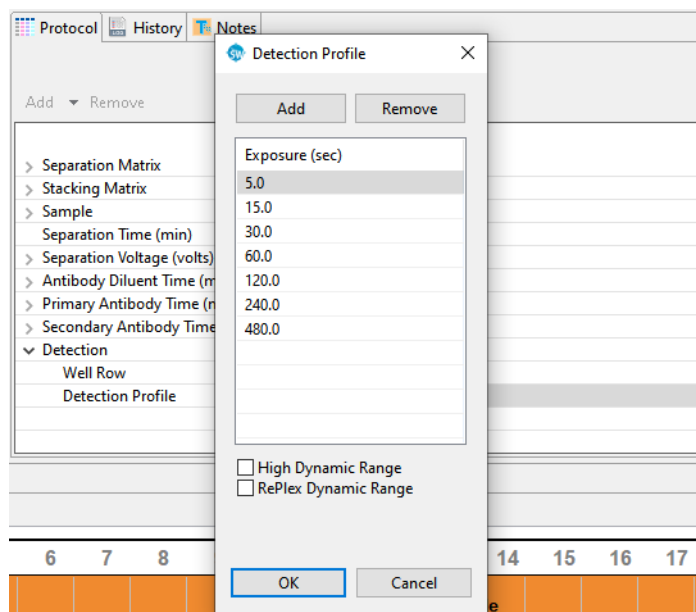 Protocol
History
Notes
Add Remove
Separation Matrix
Stacking Matrix
Sample
Separation Time (min)
Separation Voltage (volts)
Antibody Diluent Time (m
Primary Antibody Time (
Secondary Antibody Time
Detection
Well Row
Detection Profile
Detection Profile
Add
Remove
Exposure (sec)
5.0
15.0
30.0
60.0
120.0
240.0
480.0
High Dynamic Range
RePlex Dynamic Range
OK
Cancel
6 7 8 14 15 16 17
e